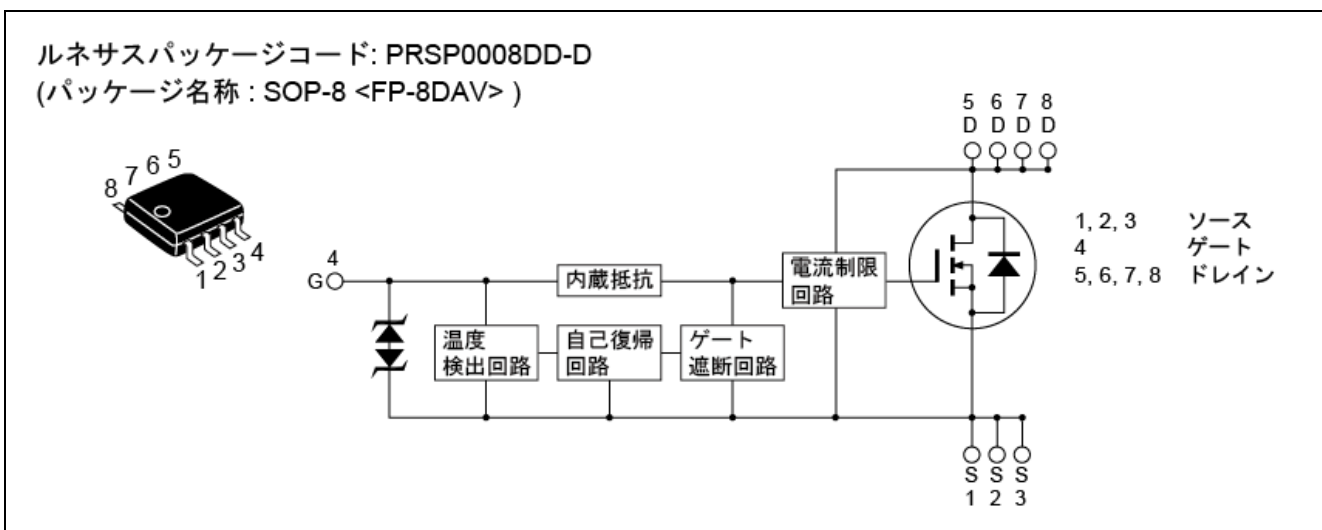 ルネサスパッケージコード: PRSP0008DD-D
(パッケージ名称 : SOP-8 <FP-8DAV> )
8 7 6 5
1 2 3 4
5 6 7 8
D D D D
1, 2, 3 ソース
4 ゲート
5, 6, 7, 8 ドレイン
4
G
内蔵抵抗
電流制限
回路
温度
検出回路
自己復帰
回路
ゲート
遮断回路
S S S
1 2 3